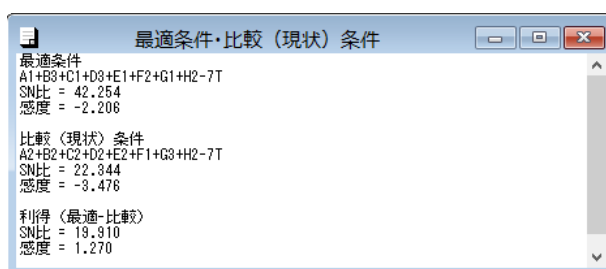 最適条件・比較（現状）条件
最適条件
A1+B3+C1+D3+E1+F2+G1+H2-7T
SN比 = 42.254
感度 = -2.206
比較（現状）条件
A2+B2+C2+D2+E2+F1+G3+H2-7T
SN比 = 22.344
感度 = -3.476
利得（最適-比較）
SN比 = 19.910
感度 = 1.270